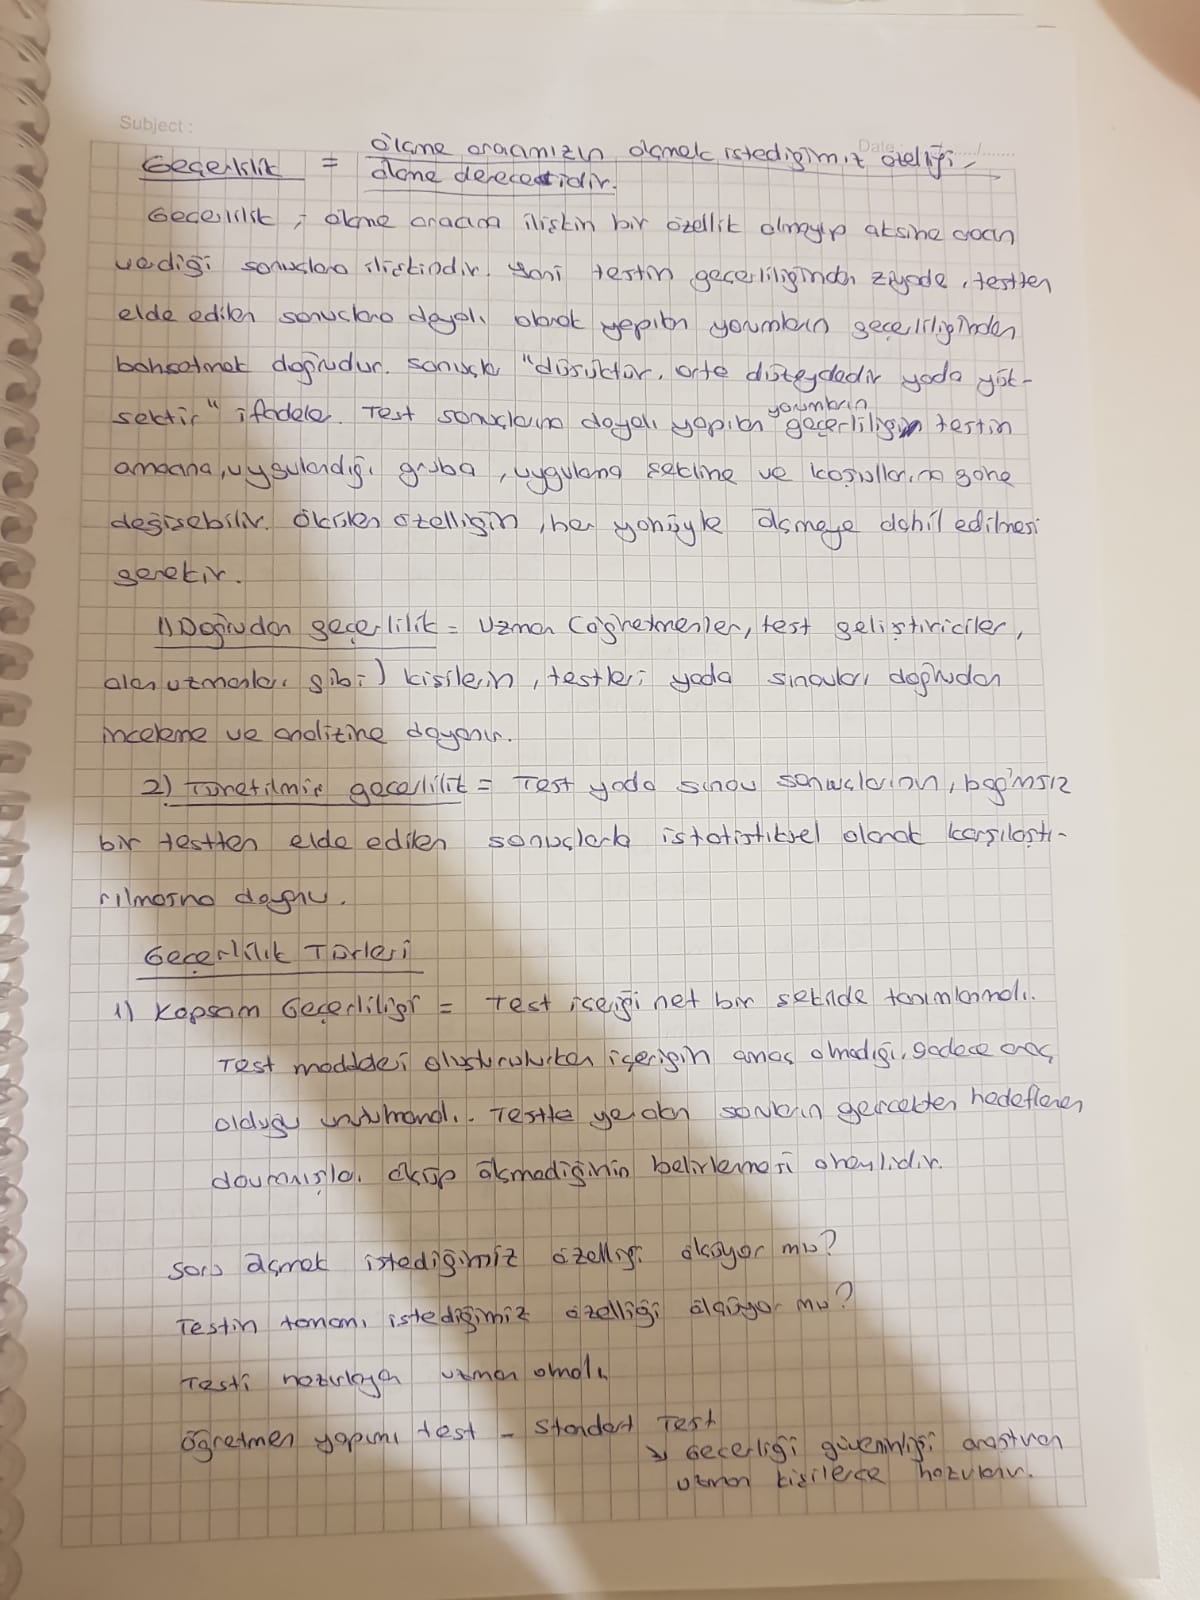 Subject :
Date
Geçerlilik = ölçme aracımızın ölçmek istediğimiz özelliği
ölçme derecesidir.
Geçerlilik, ölçme aracına ilişkin bir özellik olmayıp aksine aracın
verdiği sonuçlara ilişkindir. Yani testin geçerliliğinden ziyade, testten
elde edilen sonuçlara dayalı olarak yapılan yorumların geçerliliğinden
bahsetmek doğrudur. sonuçla "düşüktür, orta düzeydedir yada yük-
sektir" ifadele. Test sonuçlarına dayalı yapılan yorumların geçerliliği testin
amacına, uygulandığı gruba, uygulama şekline ve koşullarına göre
değişebilir. Ölçülen özelliğin, her yönüyle ölçmeye dahil edilmesi
gerekir.
1) Doğrudan geçerlilik = Uzman (öğretmenler, test geliştiriciler,
alan uzmanları gibi) kişilerin, testleri yada sınavları doğrudan
inceleme ve analizine dayanır.
2) Türetilmiş geçerlilik = Test yada sınav sonuçlarının, bağımsız
bir testten elde edilen sonuçlarla istatistiksel olarak karşılaştı-
rılmasına dayanır.
Geçerlilik Türleri
1) Kapsam Geçerliliği = Test içeriği net bir şekilde tanımlanmalı.
Test maddeleri oluşturulurken içeriğin amaç olmadığı, sadece araç
olduğu unutulmamalı. Testte yer alan soruların gerçekten hedeflenen
davranışları ölçüp ölçmediğinin belirlenmesi önemlidir.
Soru ölçmek istediğimiz özelliği ölçüyor mu?
Testin tamamı istediğimiz özelliği ölçüyor mu?
Testi hazırlayan uzman olmalı
Öğretmen yapımı test - Standart Test
→ Geçerliği güvenirliği araştıran
uzman kişilerce hazırlanır.